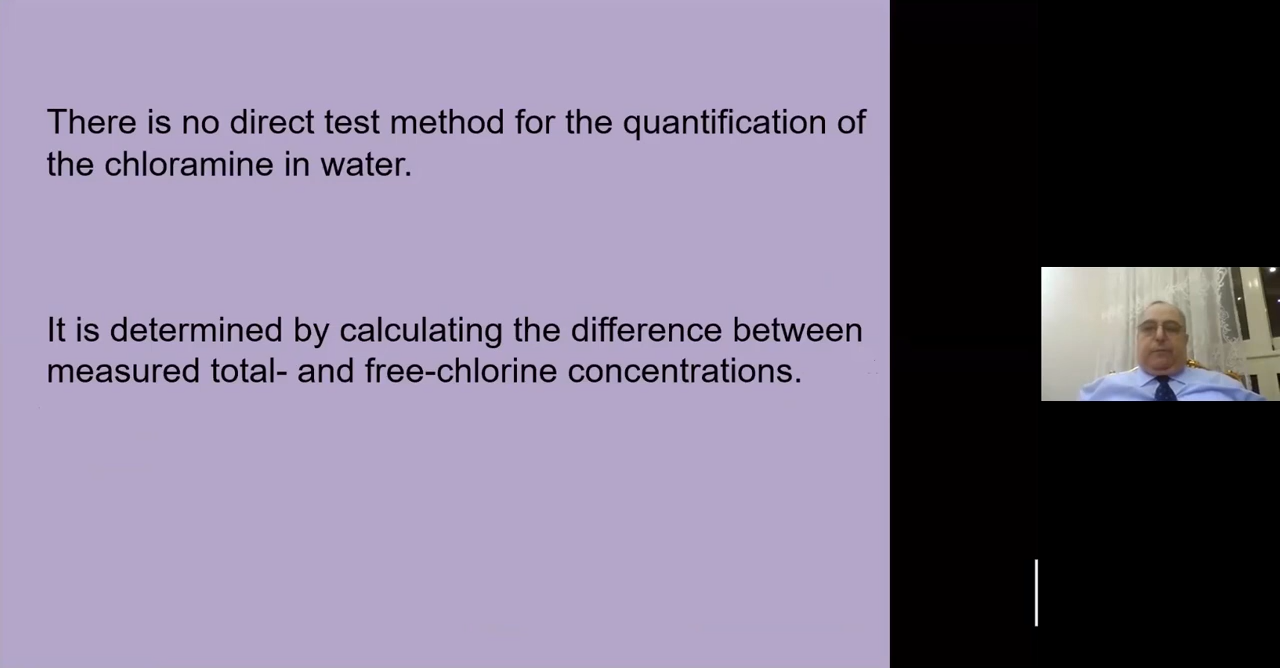 There is no direct test method for the quantification of
the chloramine in water.
It is determined by calculating the difference between
measured total- and free-chlorine concentrations.